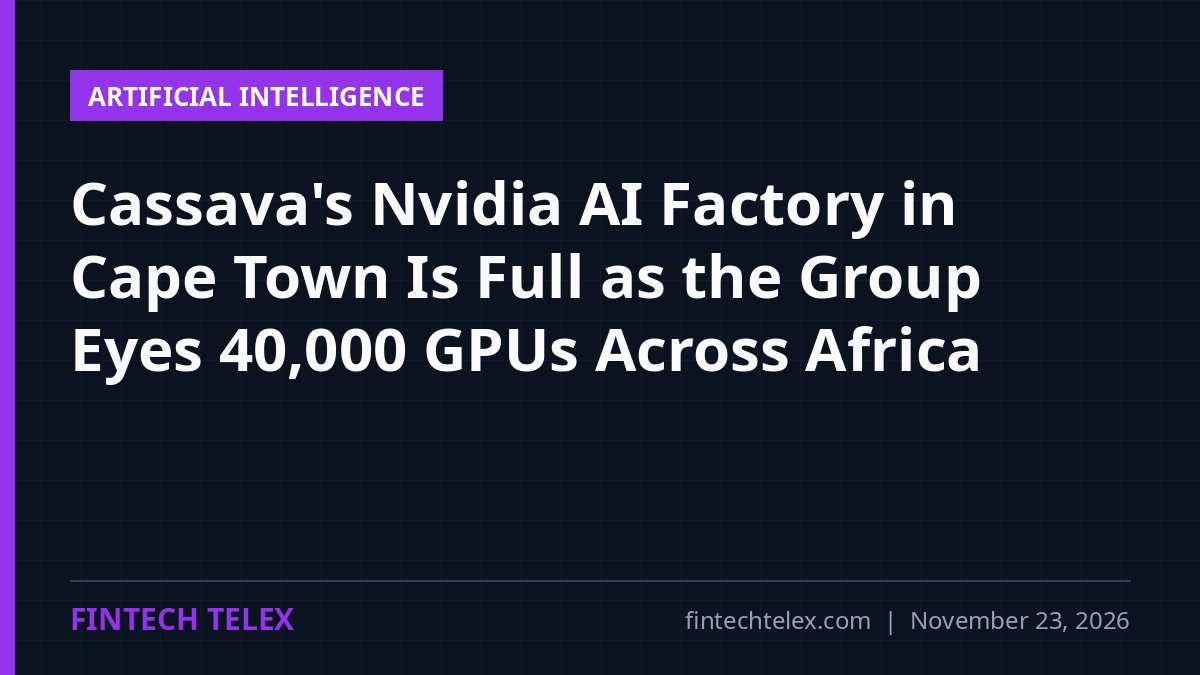 ARTIFICIAL INTELLIGENCE
Cassava's Nvidia AI Factory in
Cape Town Is Full as the Group
Eyes 40,000 GPUs Across Africa
FINTECH TELEX
fintechtelex.com | November 23, 2026